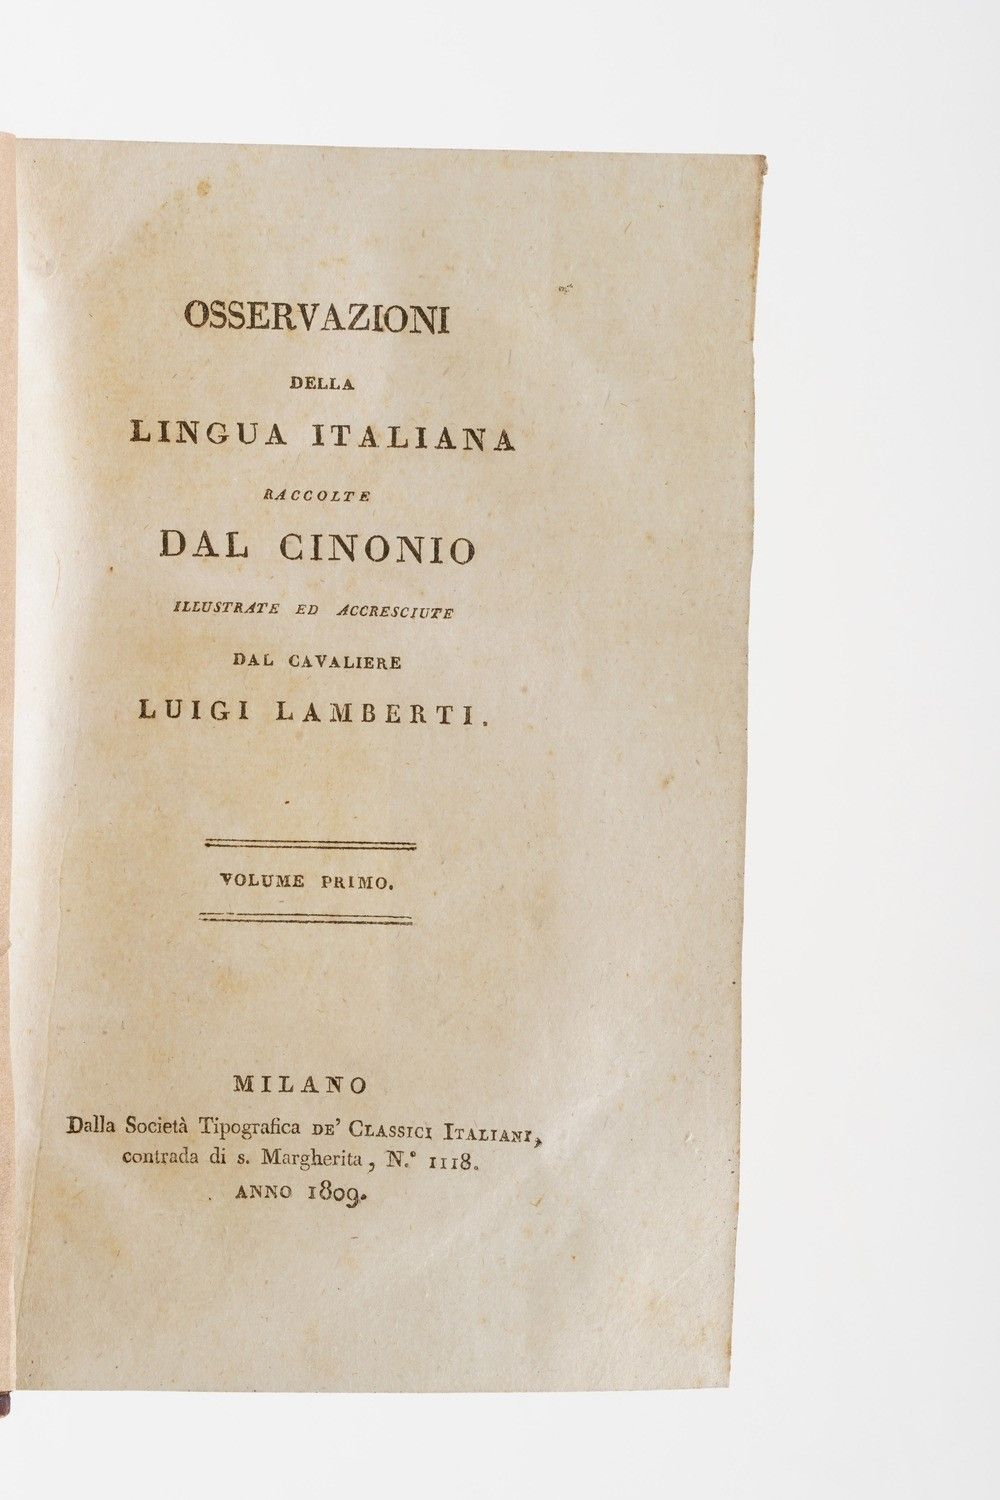 OSSERVAZIONI
DELLA
LINGUA ITALIANA
RACCOLTE
DAL CINONIO
ILLUSTRATE ED ACCRESCIUTE
DAL CAVALIERE
LUIGI LAMBERTI.
VOLUME PRIMO.
MILANO
Dalla Società Tipografica DE' CLASSICI ITALIANI,
contrada di s. Margherita, N.º 1118.
ANNO 1809.